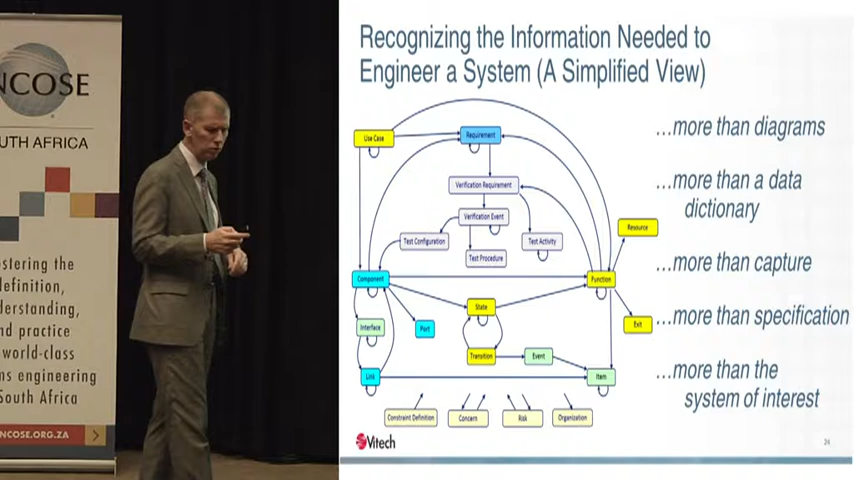 NCOSE
UTH AFRICA
stering the
definition,
derstanding,
nd practice
world-class
ms engineering
South Africa
NCOSE.ORG.ZA
Recognizing the Information Needed to
Engineer a System (A Simplified View)
Use Case
Requirement
Verification Requirement
Verification Event
Test Configuration
Test Activity
Test Procedure
Resource
Component
Function
State
Exit
Interface
Port
Transition
Event
Link
Item
Constraint Definition
Concern
Risk
Organization
…more than diagrams
…more than a data
dictionary
…more than capture
…more than specification
…more than the
system of interest
Vitech